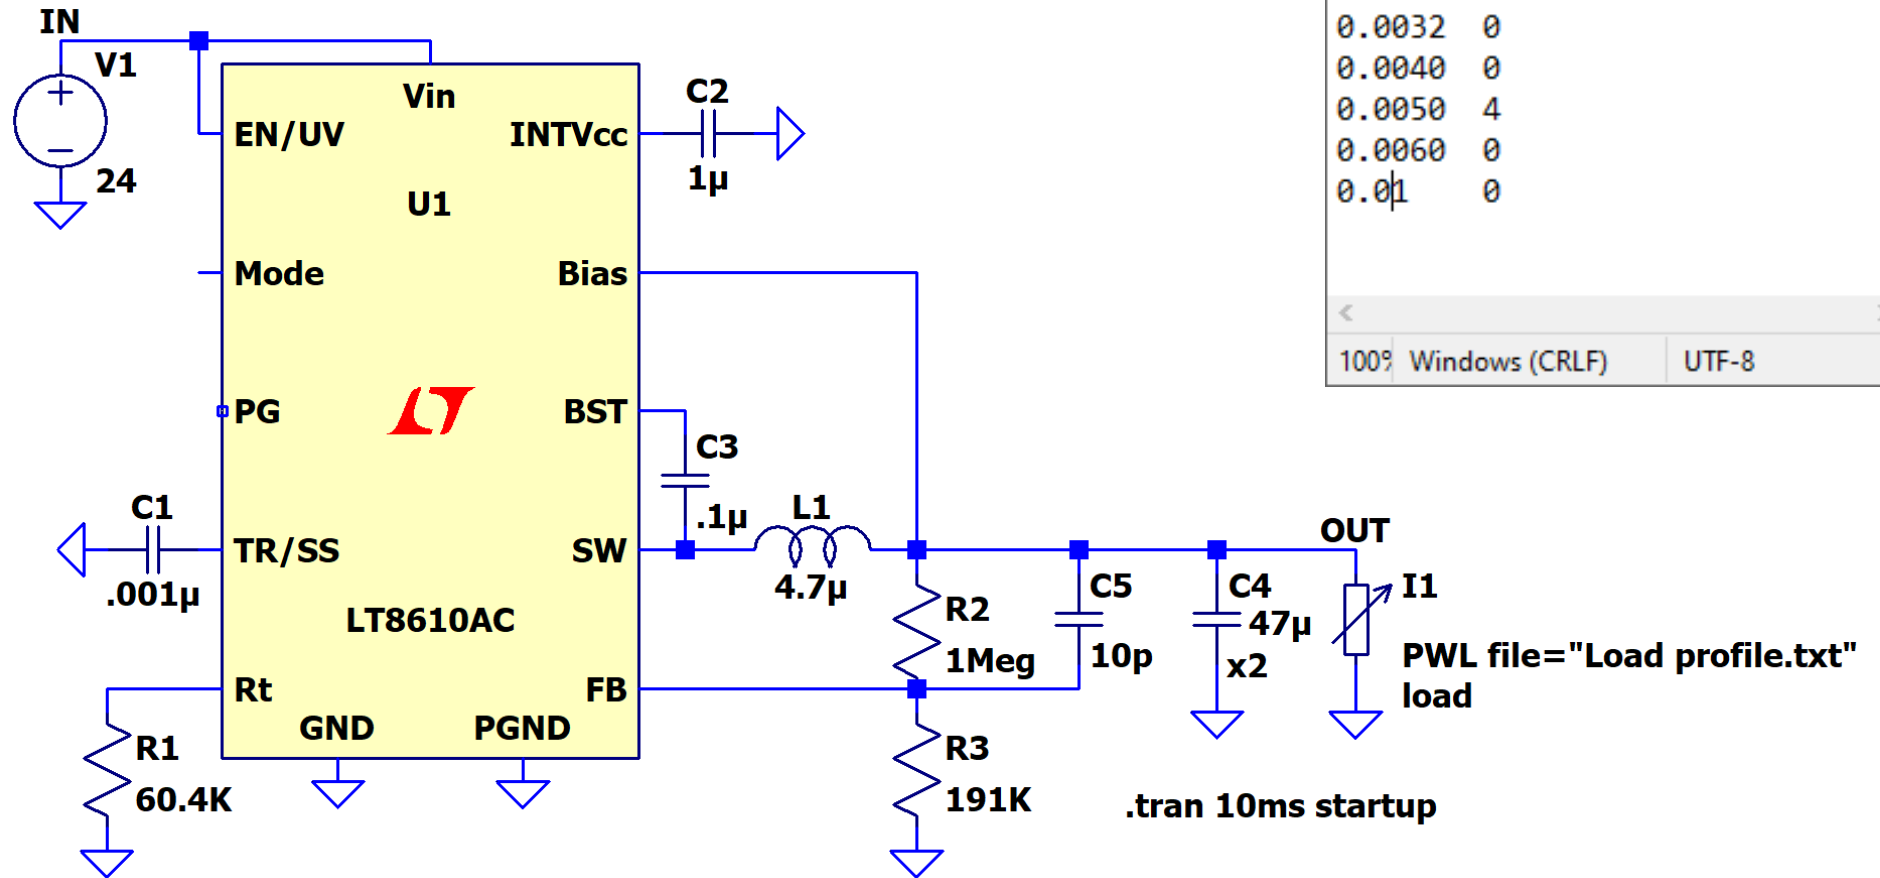 IN
V1
24
Vin
EN/UV
INTVcc
C2
1µ
U1
Mode
Bias
PG
BST
C3
.1µ
C1
.001µ
TR/SS
SW
L1
4.7µ
LT8610AC
Rt
FB
GND
PGND
R1
60.4K
R2
1Meg
R3
191K
C5
10p
C4
47µ
x2
OUT
I1
PWL file="Load profile.txt"
load
.tran 10ms startup
0.0032 0
0.0040 0
0.0050 4
0.0060 0
0.01 0
100% Windows (CRLF) UTF-8